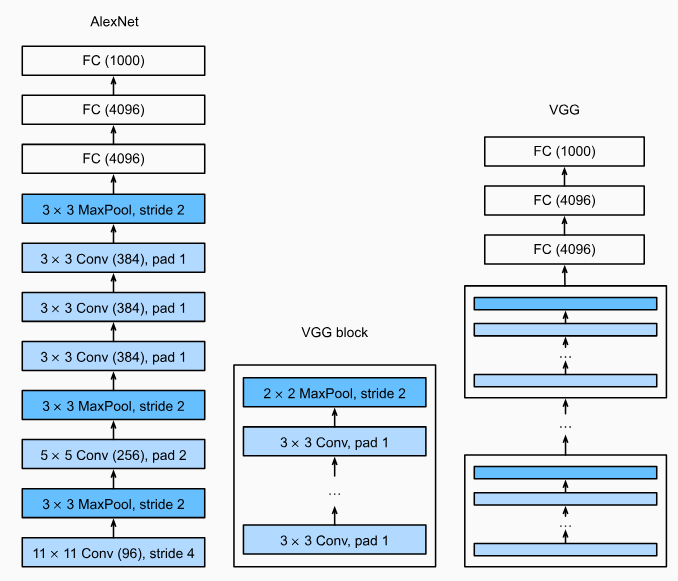 AlexNet
FC (1000)
FC (4096)
FC (4096)
3 × 3 MaxPool, stride 2
3 × 3 Conv (384), pad 1
3 × 3 Conv (384), pad 1
3 × 3 Conv (384), pad 1
3 × 3 MaxPool, stride 2
5 × 5 Conv (256), pad 2
3 × 3 MaxPool, stride 2
11 × 11 Conv (96), stride 4
VGG block
2 × 2 MaxPool, stride 2
3 × 3 Conv, pad 1
...
3 × 3 Conv, pad 1
VGG
FC (1000)
FC (4096)
FC (4096)
...
...
...